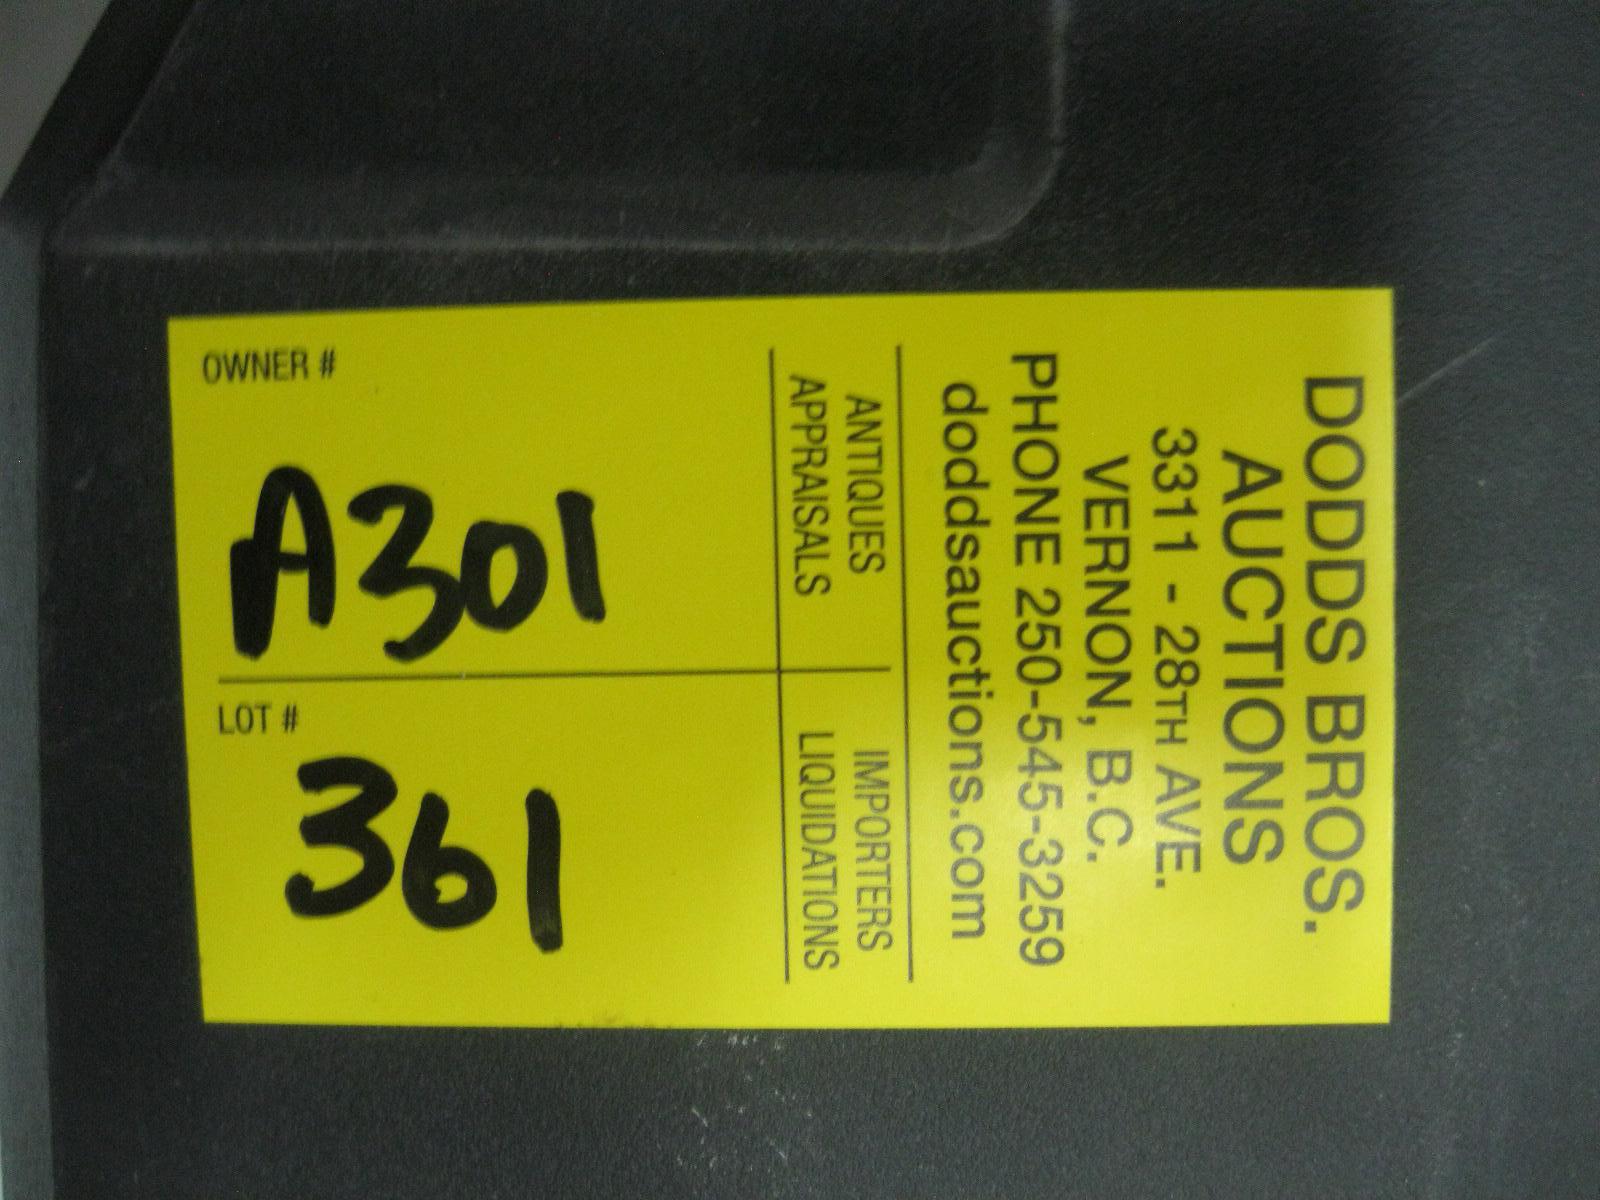 DODDS BROS.
AUCTIONS
3311 - 28TH AVE.
VERNON, B.C.
PHONE 250-545-3259
doddsauctions.com
ANTIQUES IMPORTERS
APPRAISALS LIQUIDATIONS
OWNER #
A301
LOT #
361